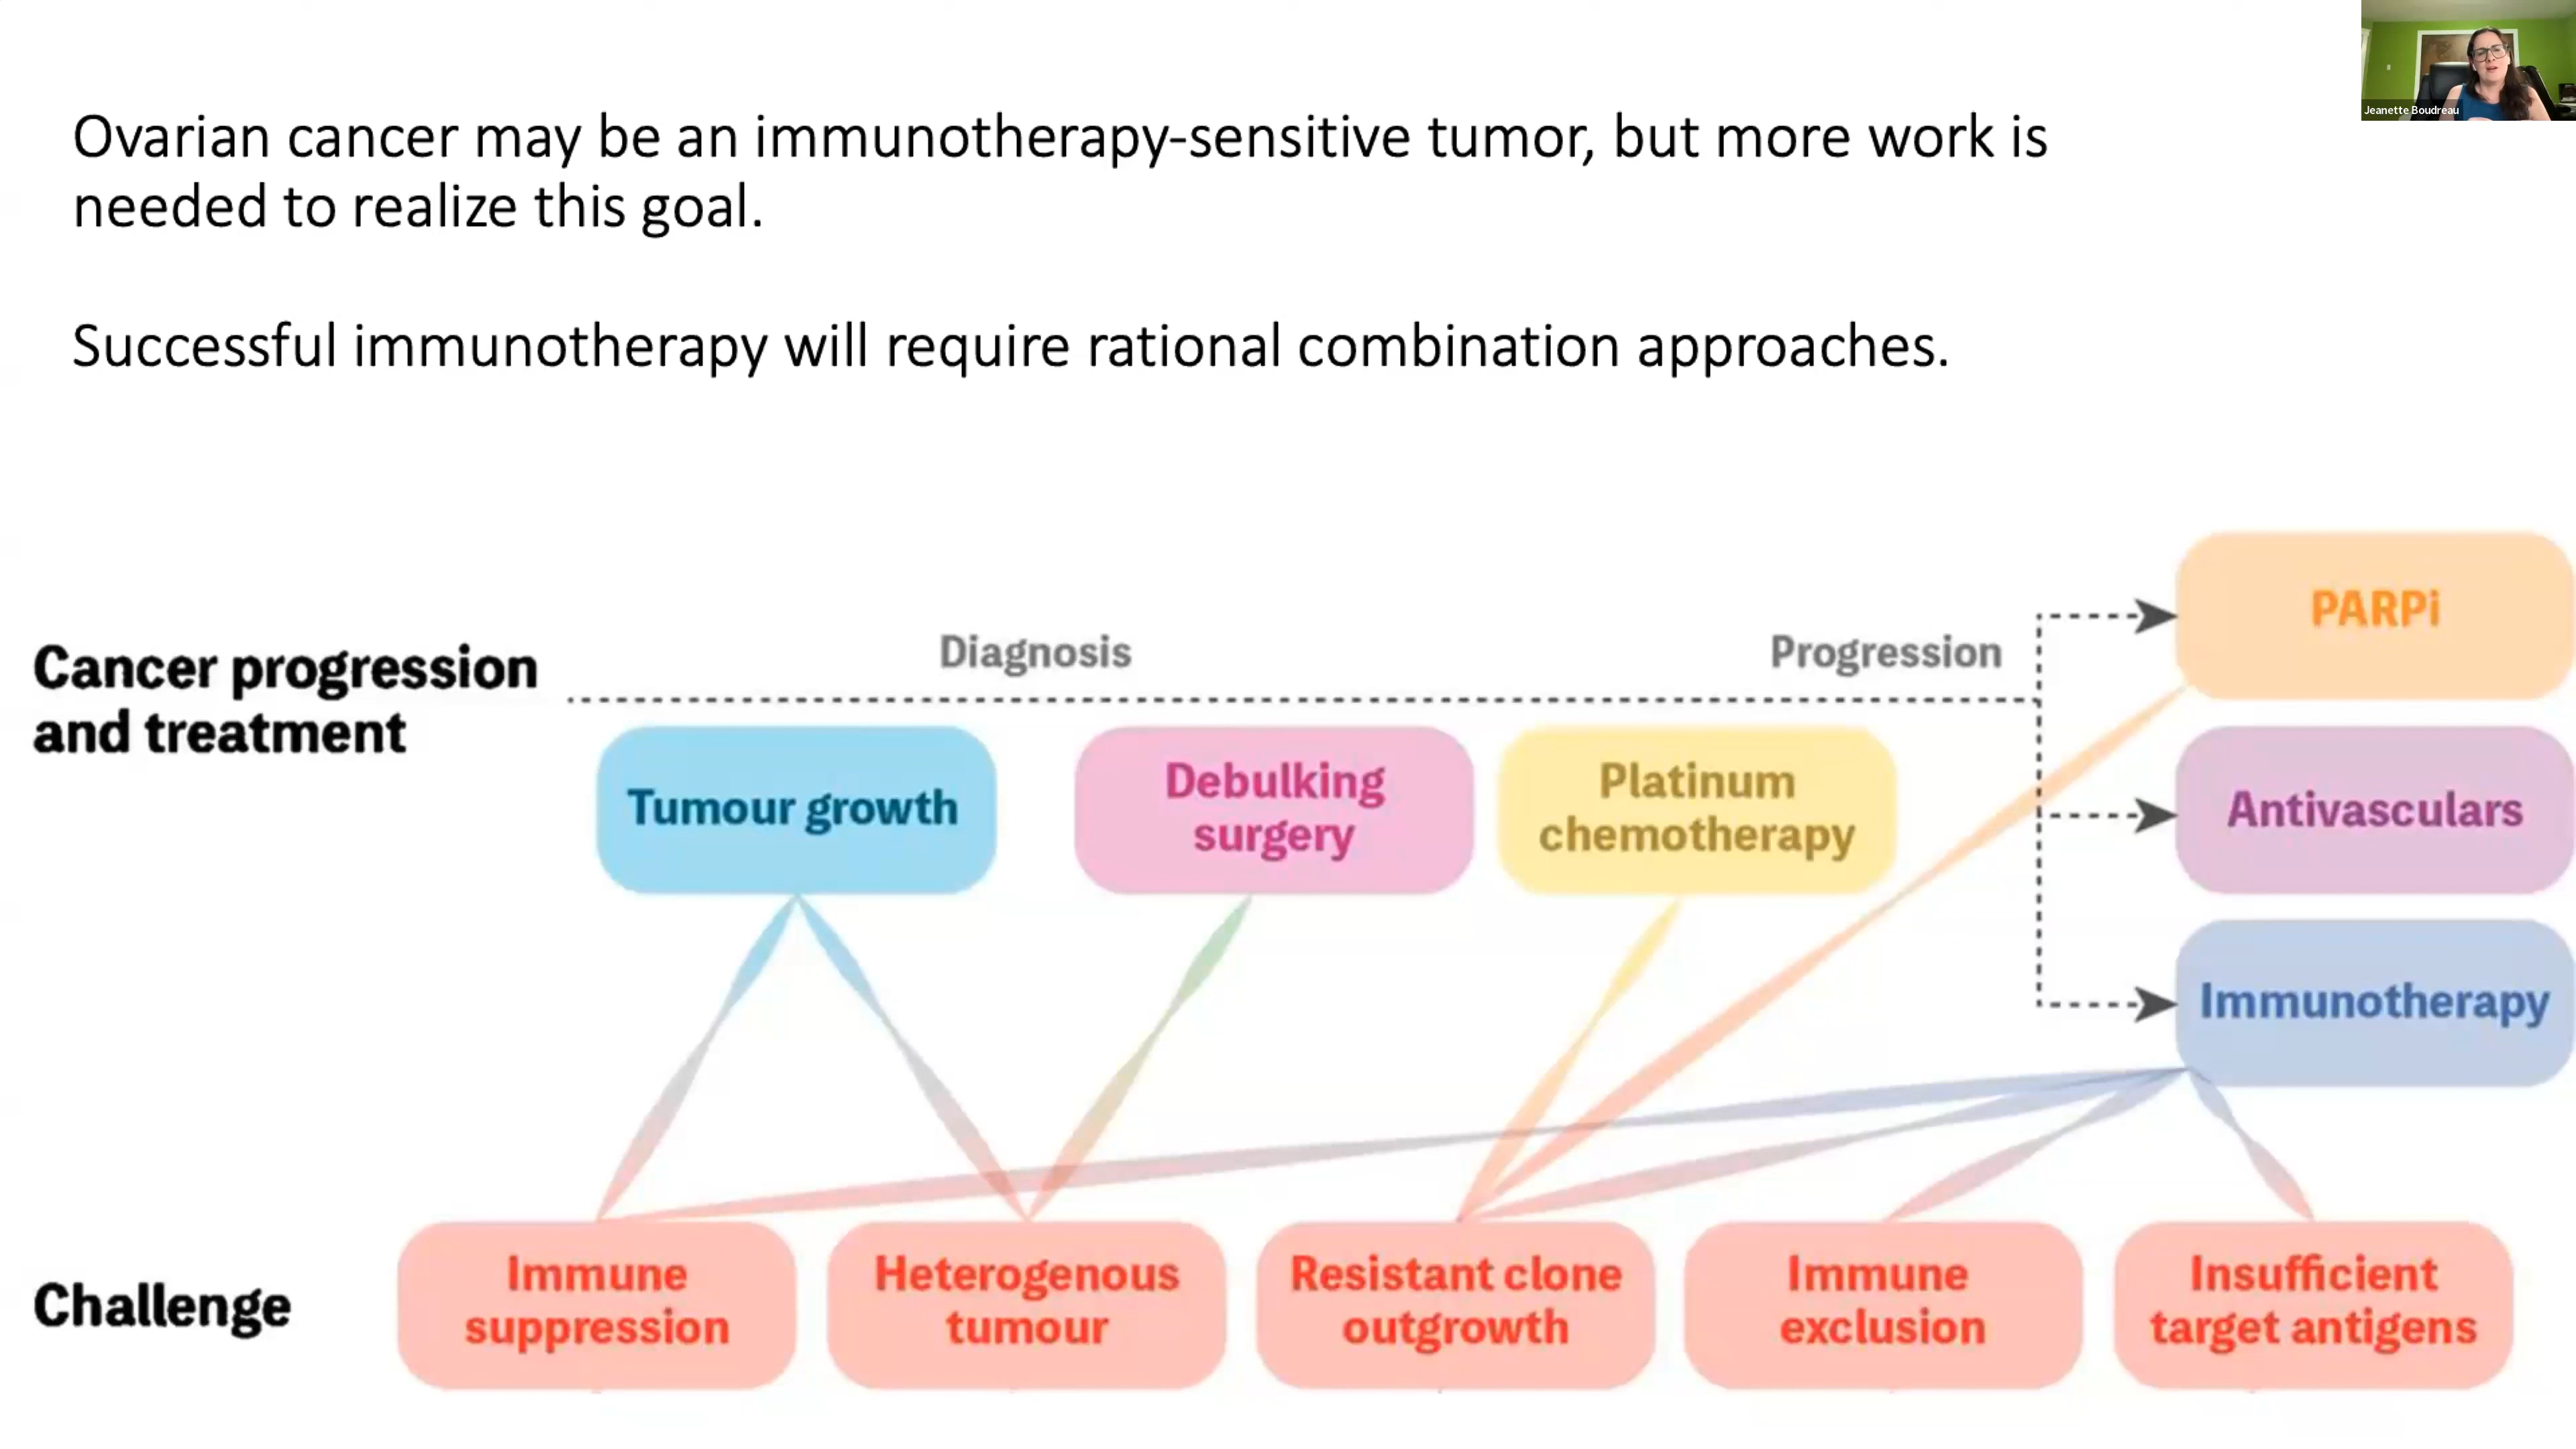 Jeanette Boudreau
Ovarian cancer may be an immunotherapy-sensitive tumor, but more work is
needed to realize this goal.
Successful immunotherapy will require rational combination approaches.
Cancer progression
and treatment
Diagnosis
Progression
PARPi
Tumour growth
Debulking
surgery
Platinum
chemotherapy
Antivasculars
Immunotherapy
Challenge
Immune
suppression
Heterogenous
tumour
Resistant clone
outgrowth
Immune
exclusion
Insufficient
target antigens